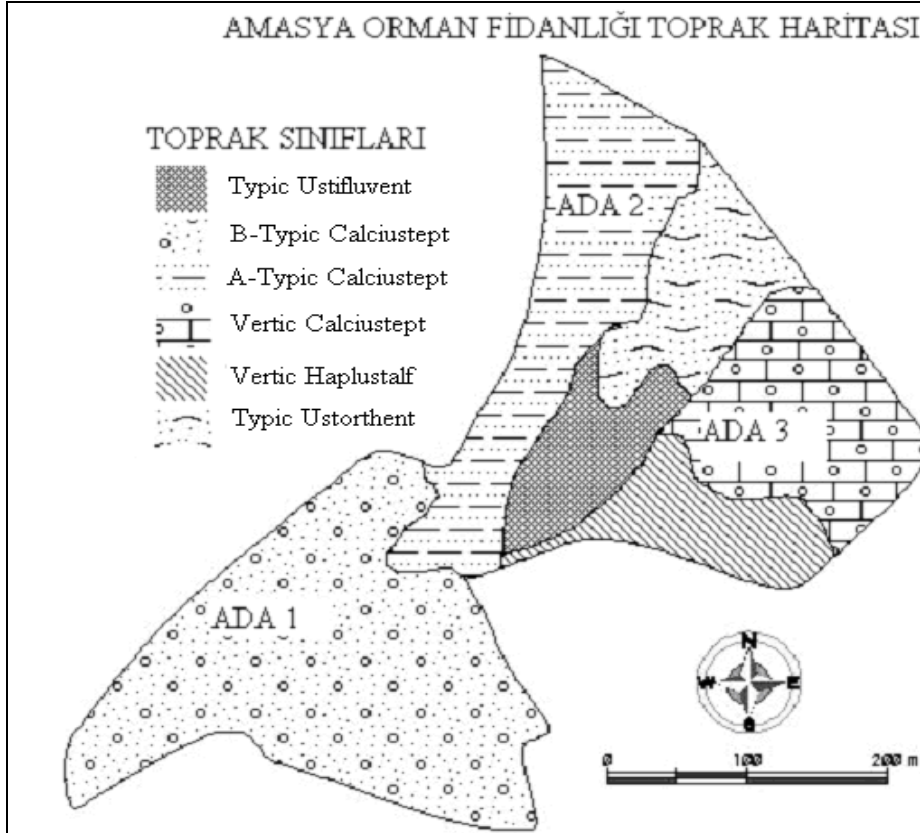 AMASYA ORMAN FİDANLIĞI TOPRAK HARİTASI
TOPRAK SINIFLARI
Typic Ustifluvent
B-Typic Calciustept
A-Typic Calciustept
Vertic Calciustept
Vertic Haplustalf
Typic Ustorthent
ADA 2
ADA 3
ADA 1
N
W E
S
0 100 200 m